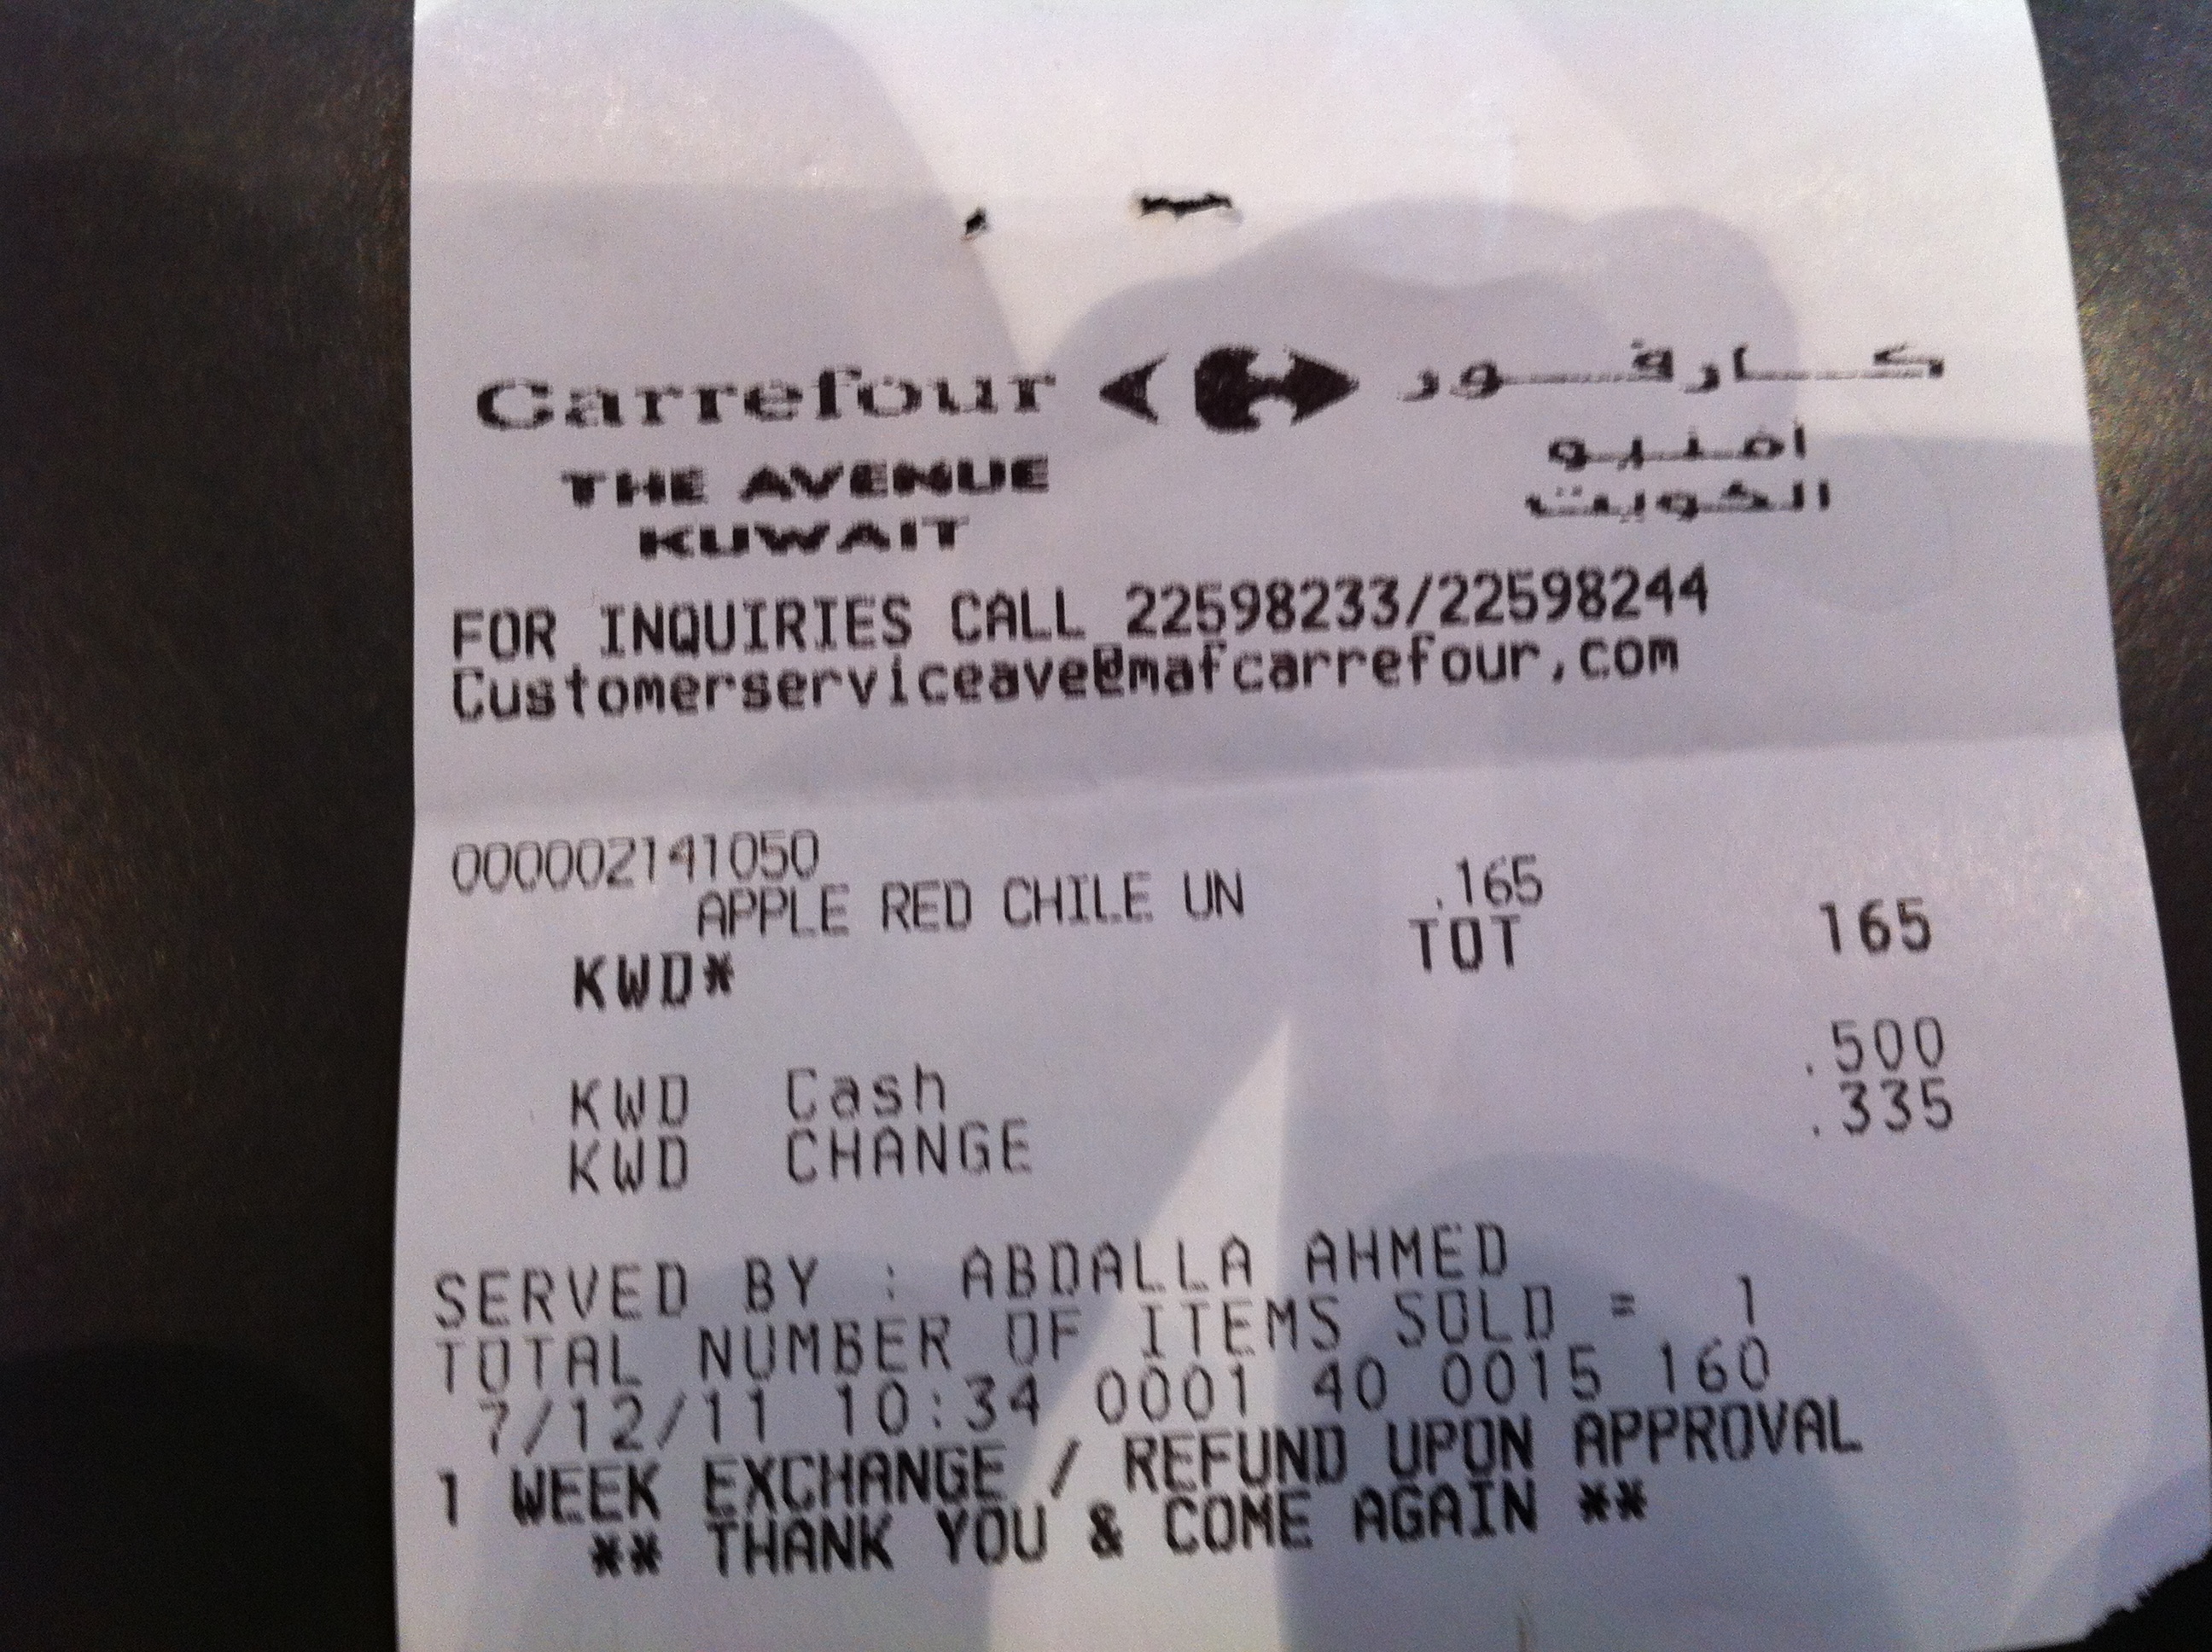 Carrefour كارفور
THE AVENUE افنيو
KUWAIT الكويت
FOR INQUIRIES CALL 22598233/22598244
Customerserviceave@mafcarrefour,com
000002141050
APPLE RED CHILE UN .165
KWD* TOT 165
KWD Cash .500
KWD CHANGE .335
SERVED BY : ABDALLA AHMED
TOTAL NUMBER OF ITEMS SOLD = 1
7/12/11 10:34 0001 40 0015 160
1 WEEK EXCHANGE / REFUND UPON APPROVAL
** THANK YOU & COME AGAIN **